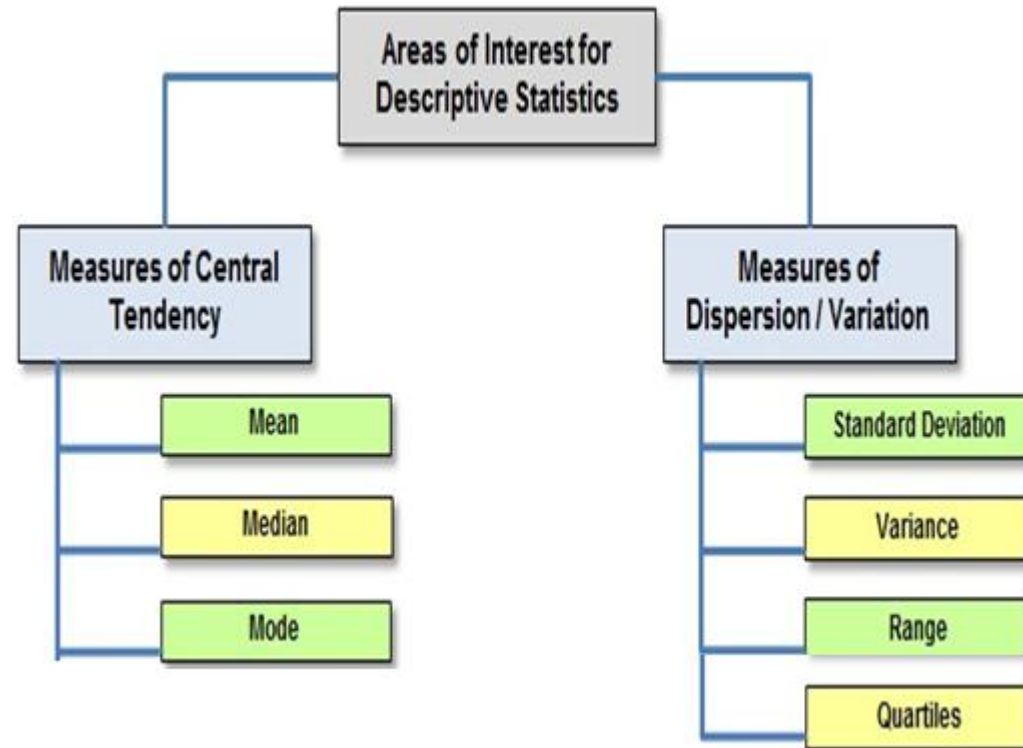 Areas of Interest for
Descriptive Statistics
Measures of Central
Tendency
Mean
Median
Mode
Measures of
Dispersion / Variation
Standard Deviation
Variance
Range
Quartiles